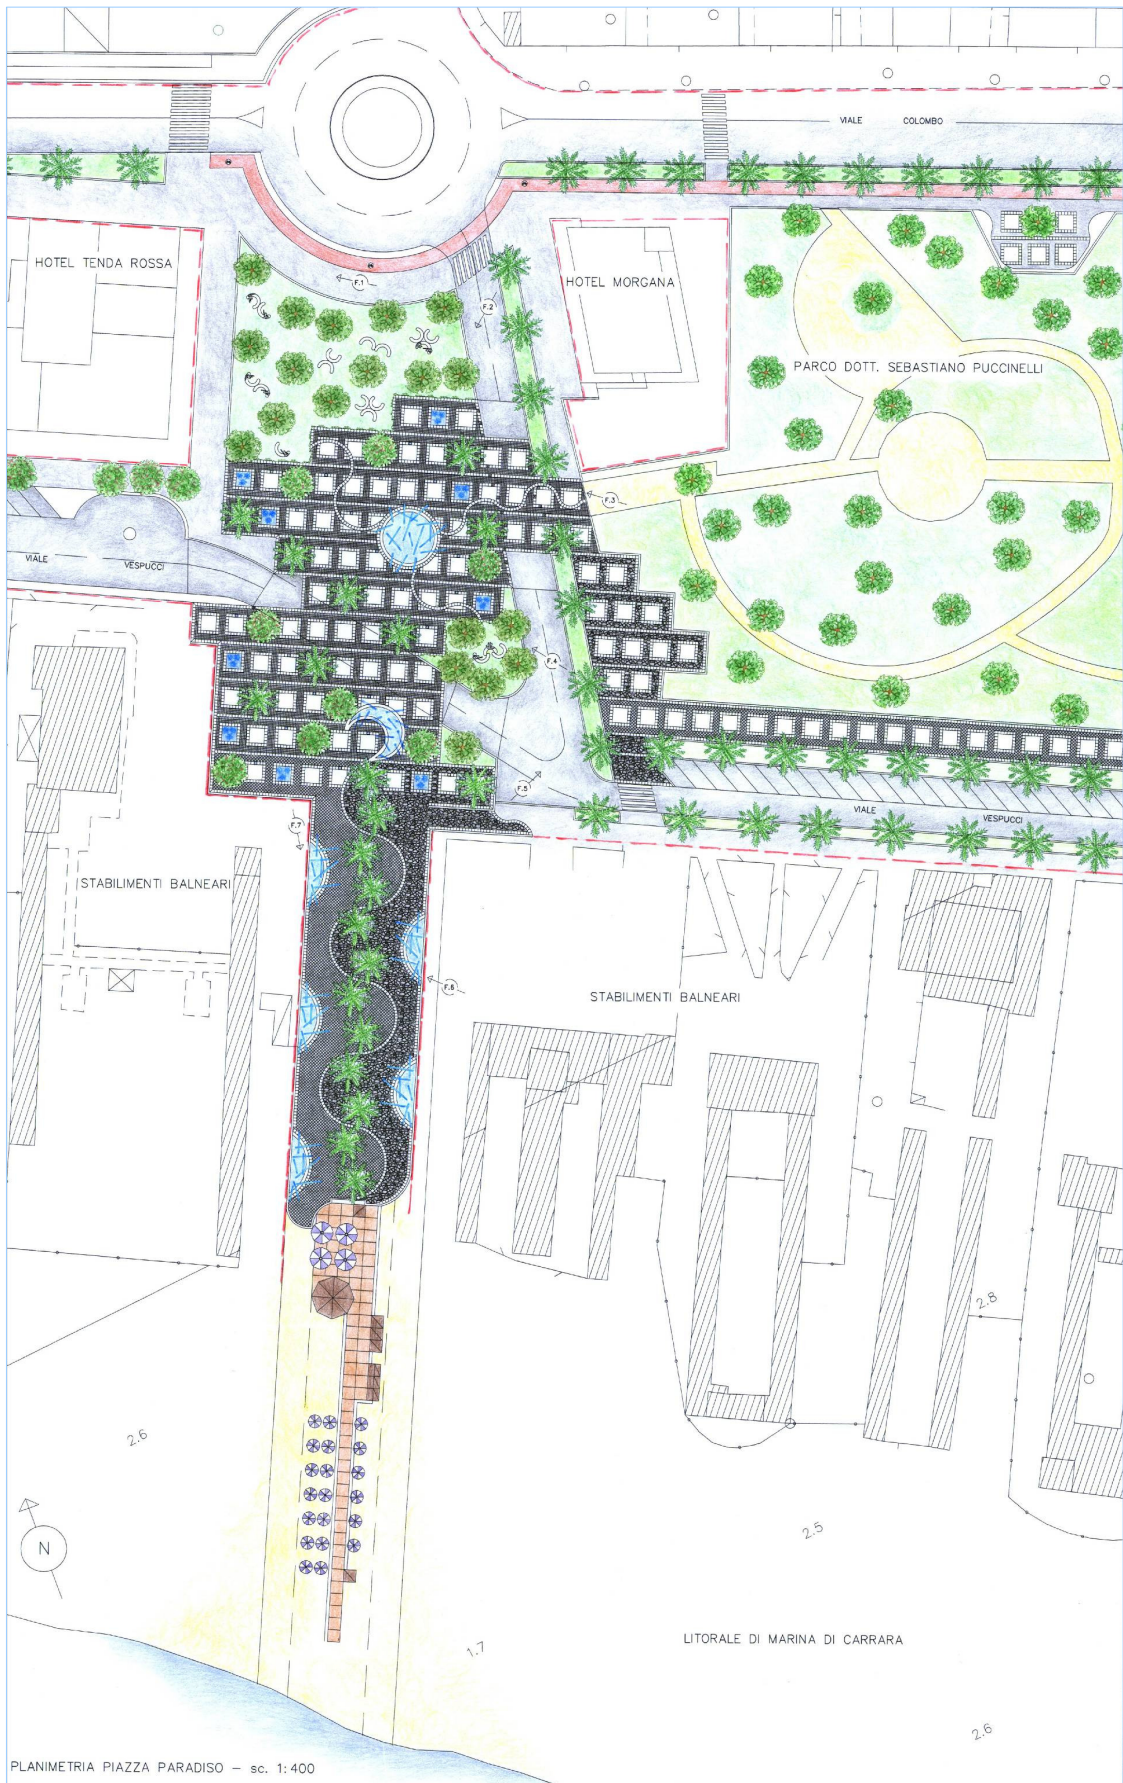 VIALE COLOMBO
HOTEL TENDA ROSSA
HOTEL MORGANA
F.1
F.2
PARCO DOTT. SEBASTIANO PUCCINELLI
F.3
VIALE VESPUCCI
F.4
F.5
VIALE VESPUCCI
F.7
STABILIMENTI BALNEARI
F.6
STABILIMENTI BALNEARI
2.8
2.6
2.5
N
1.7
LITORALE DI MARINA DI CARRARA
2.6
PLANIMETRIA PIAZZA PARADISO – sc. 1:400